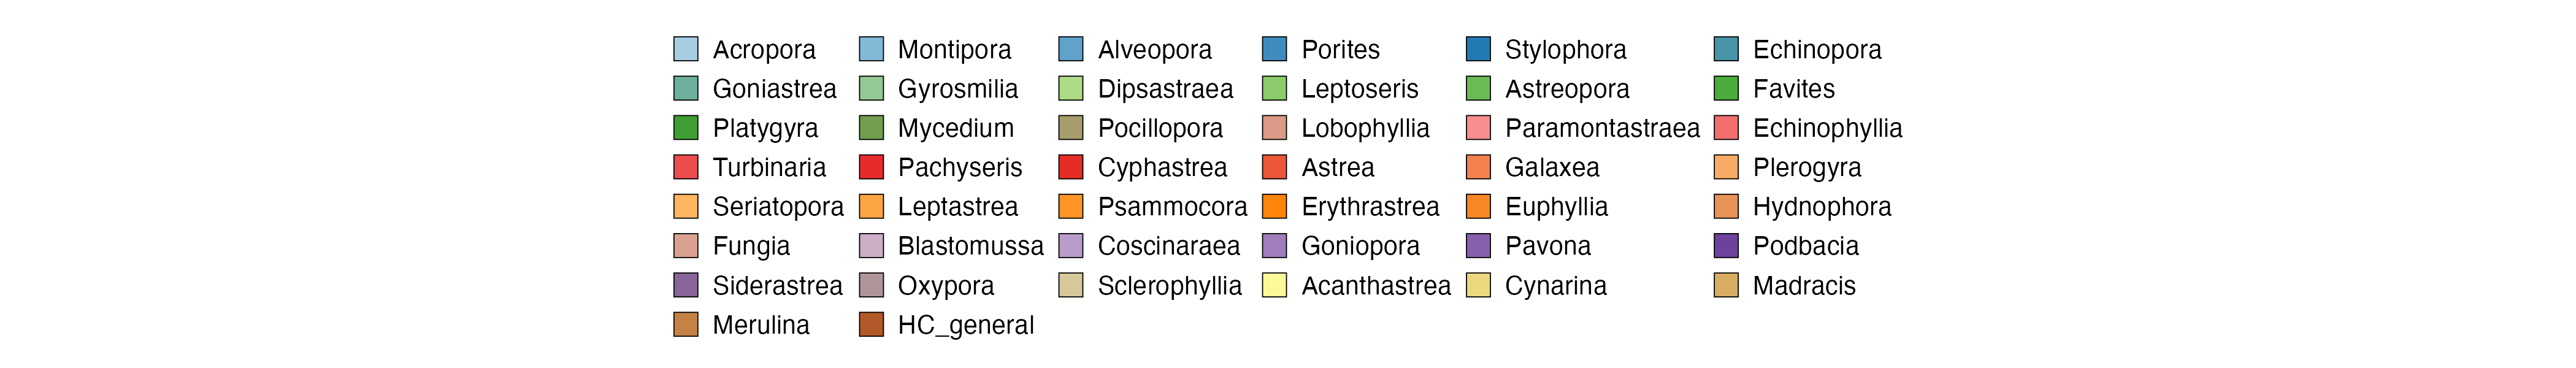 Acropora Montipora Alveopora Porites Stylophora Echinopora
Goniastrea Gyrosmilia Dipsastraea Leptoseris Astreopora Favites
Platygyra Mycedium Pocillopora Lobophyllia Paramontastraea Echinophyllia
Turbinaria Pachyseris Cyphastrea Astrea Galaxea Plerogyra
Seriatopora Leptastrea Psammocora Erythrastrea Euphyllia Hydnophora
Fungia Blastomussa Coscinaraea Goniopora Pavona Podbacia
Siderastrea Oxypora Sclerophyllia Acanthastrea Cynarina Madracis
Merulina HC_general